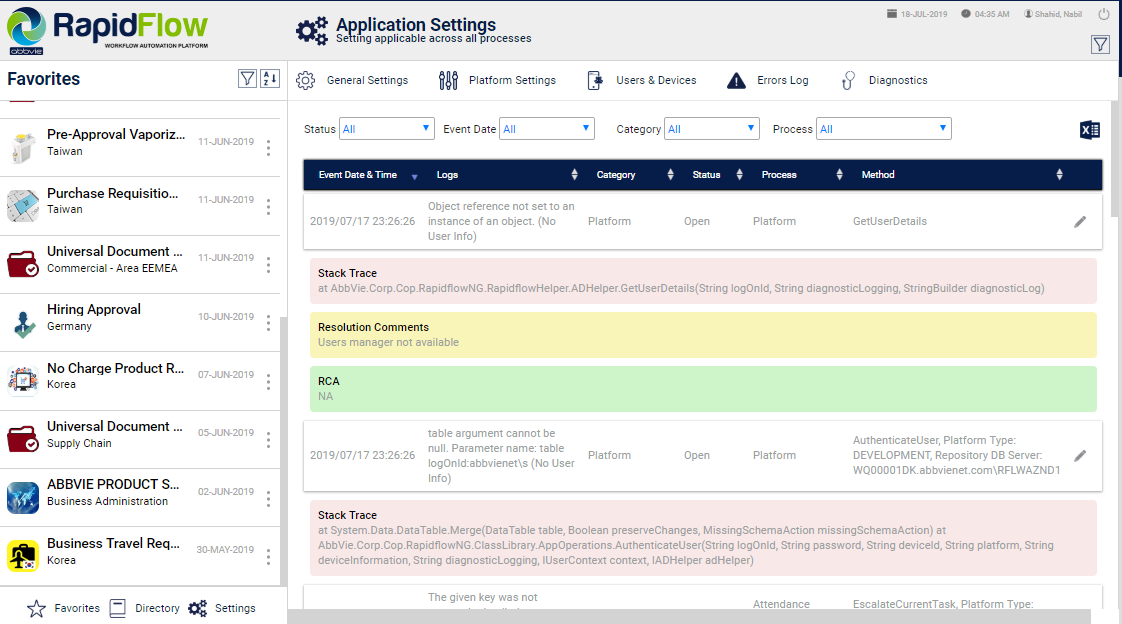 RapidFlow
WORKFLOW AUTOMATION PLATFORM
abbvie
Application Settings
Setting applicable across all processes
18-JUL-2019
04:35 AM
Shahid, Nabil
Favorites
General Settings
Platform Settings
Users & Devices
Errors Log
Diagnostics
Pre-Approval Vaporiz...
Taiwan
11-JUN-2019
Purchase Requisitio...
Taiwan
11-JUN-2019
Universal Document ...
Commercial - Area EEMEA
11-JUN-2019
Hiring Approval
Germany
10-JUN-2019
No Charge Product R...
Korea
07-JUN-2019
Universal Document ...
Supply Chain
05-JUN-2019
ABBVIE PRODUCT S...
Business Administration
02-JUN-2019
Business Travel Req...
Korea
30-MAY-2019
Favorites
Directory
Settings
Status All
Event Date All
Category All
Process All
Event Date & Time
Logs
Category
Status
Process
Method
2019/07/17 23:26:26
Object reference not set to an
instance of an object. (No
User Info)
Platform
Open
Platform
GetUserDetails
Stack Trace
at AbbVie.Corp.Cop.RapidflowNG.RapidflowHelper.ADHelper.GetUserDetails(String logOnId, String diagnosticLogging, StringBuilder diagnosticLog)
Resolution Comments
Users manager not available
RCA
NA
2019/07/17 23:26:26
table argument cannot be
null. Parameter name: table
logOnId:abbvienet\s (No User
Info)
Platform
Open
Platform
AuthenticateUser, Platform Type:
DEVELOPMENT, Repository DB Server:
WQ00001DK.abbvienet.com\RFLWAZND1
Stack Trace
at System.Data.DataTable.Merge(DataTable table, Boolean preserveChanges, MissingSchemaAction missingSchemaAction) at
AbbVie.Corp.Cop.RapidflowNG.ClassLibrary.AppOperations.AuthenticateUser(String logOnId, String password, String deviceId, String platform, String
deviceInformation, String diagnosticLogging, IUserContext context, IADHelper adHelper)
The given key was not
Attendance
EscalateCurrentTask, Platform Type: